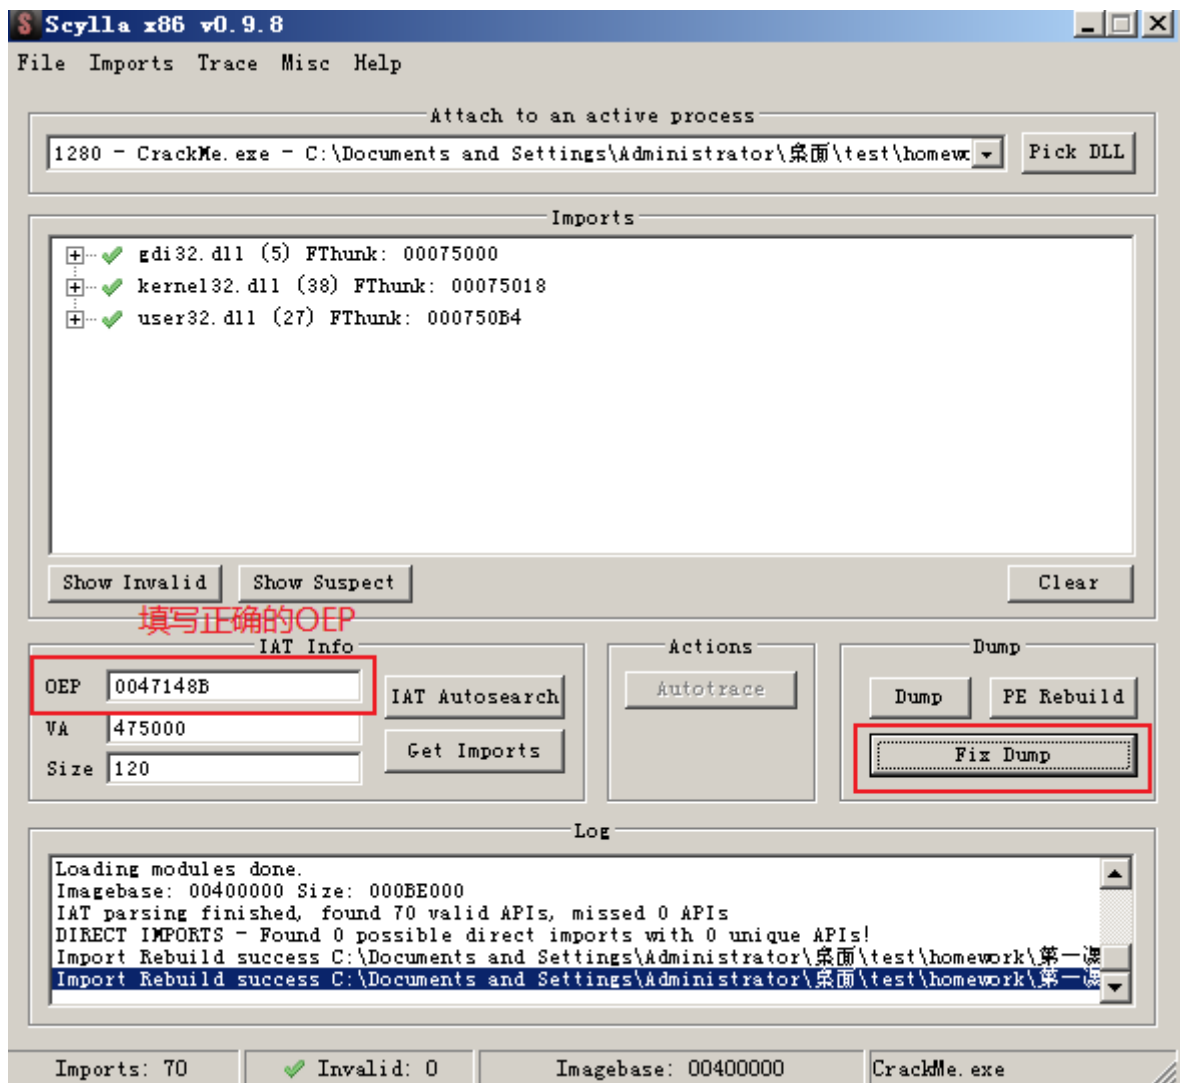 Scylla x86 v0.9.8
File Imports Trace Misc Help
Attach to an active process
1280 - CrackMe.exe - C:\Documents and Settings\Administrator\桌面\test\homewc
Pick DLL
Imports
gdi32.dll (5) FThunk: 00075000
kernel32.dll (38) FThunk: 00075018
user32.dll (27) FThunk: 000750B4
Show Invalid Show Suspect Clear
填写正确的OEP
IAT Info Actions Dump
OEP 0047148B IAT Autosearch Autotrace Dump PE Rebuild
VA 475000
Get Imports Fix Dump
Size 120
Log
Loading modules done.
Imagebase: 00400000 Size: 000BE000
IAT parsing finished, found 70 valid APIs, missed 0 APIs
DIRECT IMPORTS - Found 0 possible direct imports with 0 unique APIs!
Import Rebuild success C:\Documents and Settings\Administrator\桌面\test\homework\第一
Import Rebuild success C:\Documents and Settings\Administrator\桌面\test\homework\第一
Imports: 70 Invalid: 0 Imagebase: 00400000 CrackMe.exe